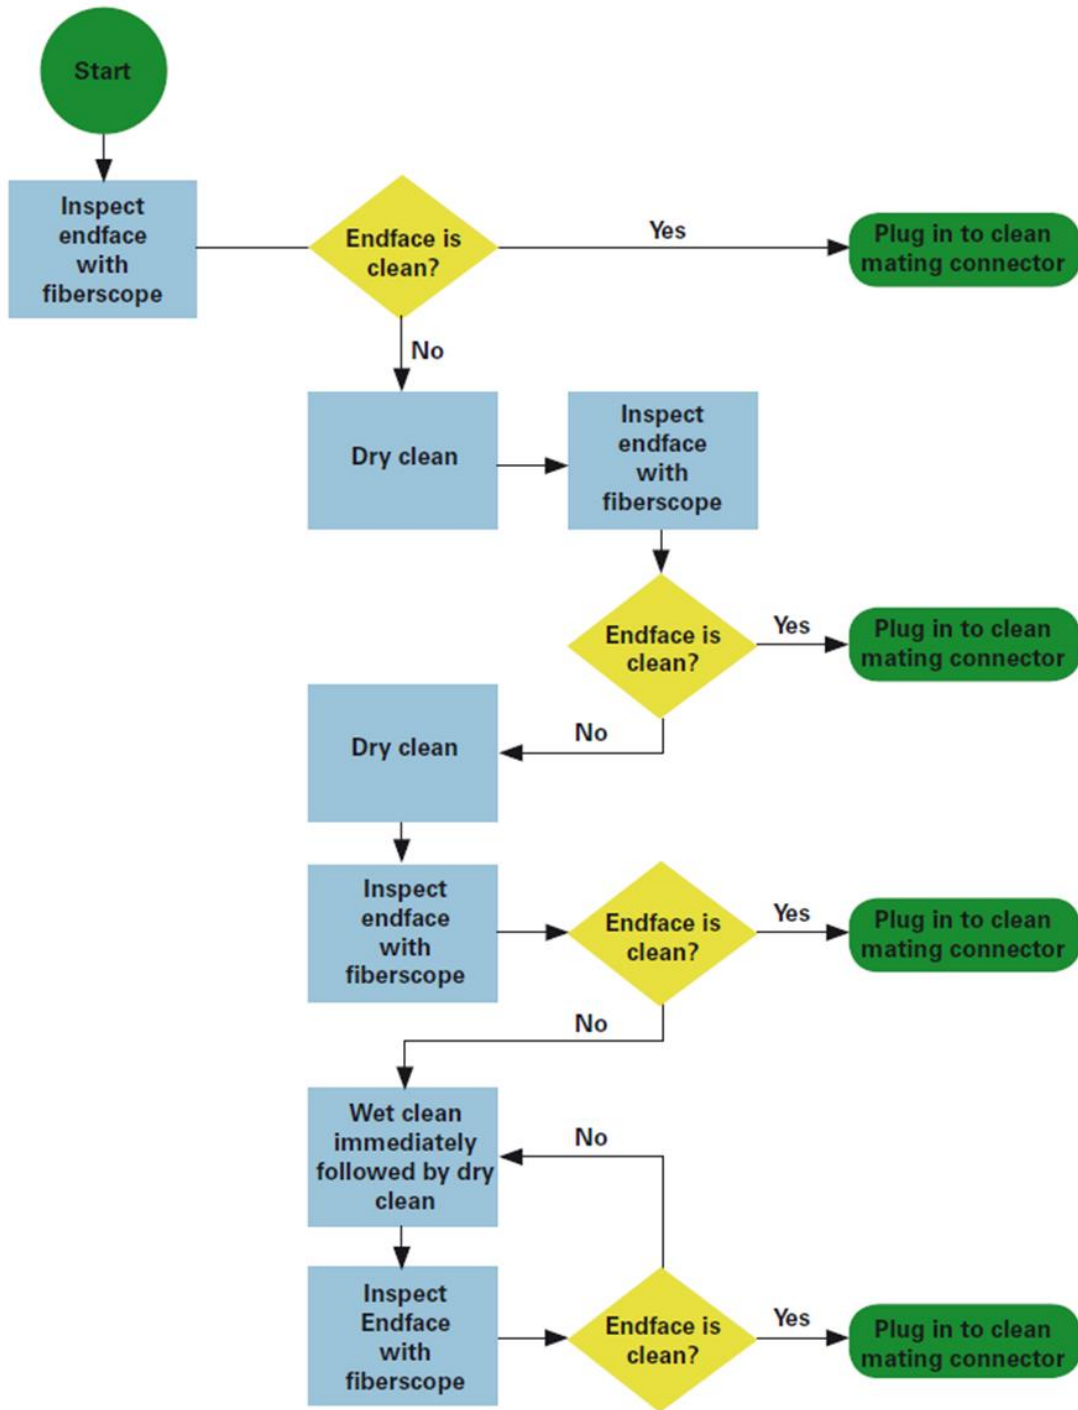 Start
Inspect
endface
with
fiberscope
Endface is
clean?
Yes
Plug in to clean
mating connector
No
Dry clean
Inspect
endface
with
fiberscope
Endface is
clean?
Yes
Plug in to clean
mating connector
No
Dry clean
Inspect
endface
with
fiberscope
Endface is
clean?
Yes
Plug in to clean
mating connector
No
Wet clean
immediately
followed by dry
clean
No
Inspect
Endface
with
fiberscope
Endface is
clean?
Yes
Plug in to clean
mating connector